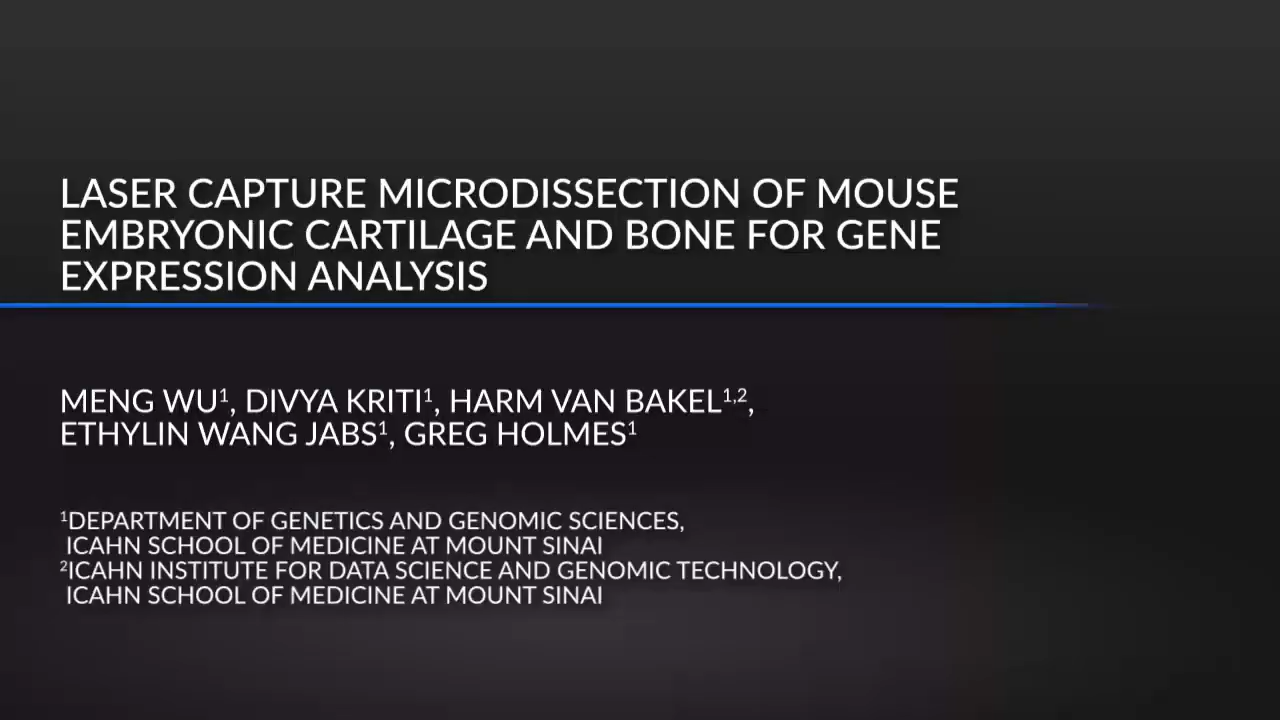 LASER CAPTURE MICRODISSECTION OF MOUSE
EMBRYONIC CARTILAGE AND BONE FOR GENE
EXPRESSION ANALYSIS
MENG WU¹, DIVYA KRITI¹, HARM VAN BAKEL¹,²,
ETHYLIN WANG JABS¹, GREG HOLMES¹
¹DEPARTMENT OF GENETICS AND GENOMIC SCIENCES,
ICAHN SCHOOL OF MEDICINE AT MOUNT SINAI
²ICAHN INSTITUTE FOR DATA SCIENCE AND GENOMIC TECHNOLOGY,
ICAHN SCHOOL OF MEDICINE AT MOUNT SINAI